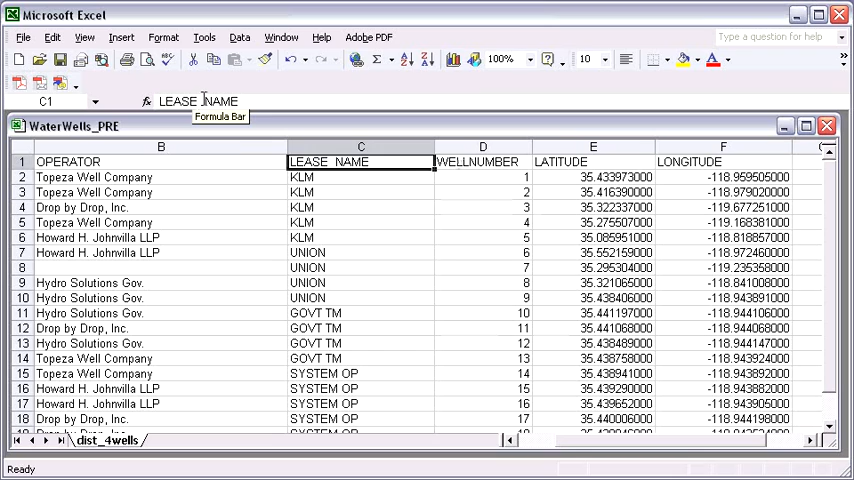 Microsoft Excel
File Edit View Insert Format Tools Data Window Help Adobe PDF Type a question for help
100% 10
C1 fx LEASE NAME
Formula Bar
WaterWells_PRE
B C D E F
1 OPERATOR LEASE NAME WELLNUMBER LATITUDE LONGITUDE
2 Topeza Well Company KLM 1 35.433973000 -118.959505000
3 Topeza Well Company KLM 2 35.416390000 -118.979020000
4 Drop by Drop, Inc. KLM 3 35.322337000 -119.677251000
5 Topeza Well Company KLM 4 35.275507000 -119.168381000
6 Howard H. Johnvilla LLP KLM 5 35.085951000 -118.818857000
7 Howard H. Johnvilla LLP UNION 6 35.552159000 -118.972460000
8 UNION 7 35.295304000 -119.235358000
9 Hydro Solutions Gov. UNION 8 35.321065000 -118.841008000
10 Hydro Solutions Gov. UNION 9 35.438406000 -118.943891000
11 Hydro Solutions Gov. GOVT TM 10 35.441197000 -118.944106000
12 Drop by Drop, Inc. GOVT TM 11 35.441068000 -118.944068000
13 Hydro Solutions Gov. GOVT TM 12 35.438489000 -118.944147000
14 Topeza Well Company GOVT TM 13 35.438758000 -118.943924000
15 Topeza Well Company SYSTEM OP 14 35.438941000 -118.943892000
16 Howard H. Johnvilla LLP SYSTEM OP 15 35.439290000 -118.943882000
17 Howard H. Johnvilla LLP SYSTEM OP 16 35.439652000 -118.943905000
18 Drop by Drop, Inc. SYSTEM OP 17 35.440006000 -118.944198000
dist_4wells
Ready